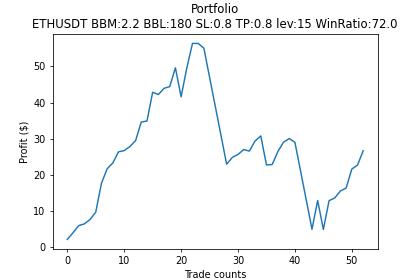 Portfolio
ETHUSDT BBM:2.2 BBL:180 SL:0.8 TP:0.8 lev:15 WinRatio:72.0
50
40
30
20
10
0
Profit ($)
0 10 20 30 40 50
Trade counts